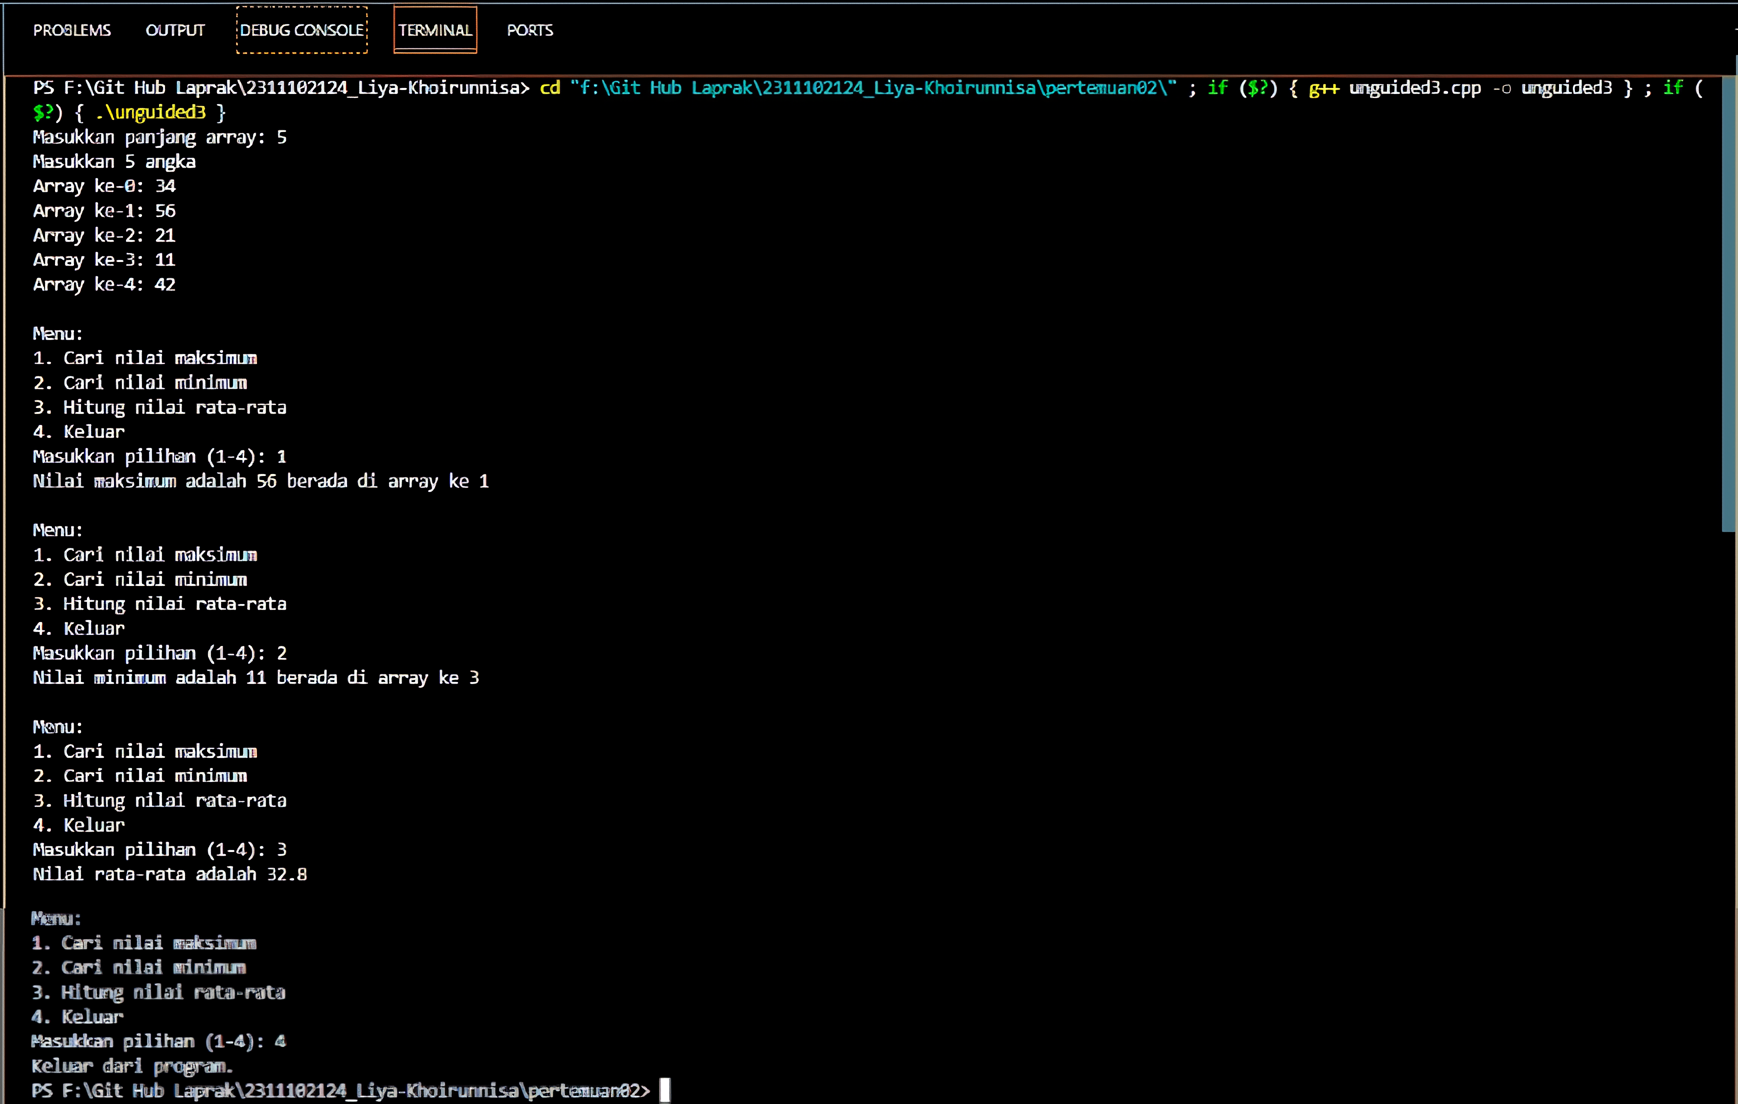 PROBLEMS OUTPUT DEBUG CONSOLE TERMINAL PORTS
PS F:\Git Hub Laprak\2311102124_Liya-Khoirunnisa> cd "f:\Git Hub Laprak\2311102124_Liya-Khoirunnisa\pertemuan02\" ; if ($?) { g++ unguided3.cpp -o unguided3 } ; if (
$?) { .\unguided3 }
Masukkan panjang array: 5
Masukkan 5 angka
Array ke-0: 34
Array ke-1: 56
Array ke-2: 21
Array ke-3: 11
Array ke-4: 42
Menu:
1. Cari nilai maksimum
2. Cari nilai minimum
3. Hitung nilai rata-rata
4. Keluar
Masukkan pilihan (1-4): 1
Nilai maksimum adalah 56 berada di array ke 1
Menu:
1. Cari nilai maksimum
2. Cari nilai minimum
3. Hitung nilai rata-rata
4. Keluar
Masukkan pilihan (1-4): 2
Nilai minimum adalah 11 berada di array ke 3
Menu:
1. Cari nilai maksimum
2. Cari nilai minimum
3. Hitung nilai rata-rata
4. Keluar
Masukkan pilihan (1-4): 3
Nilai rata-rata adalah 32.8
Menu:
1. Cari nilai maksimum
2. Cari nilai minimum
3. Hitung nilai rata-rata
4. Keluar
Masukkan pilihan (1-4): 4
Keluar dari program.
PS F:\Git Hub Laprak\2311102124_Liya-Khoirunnisa\pertemuan02>